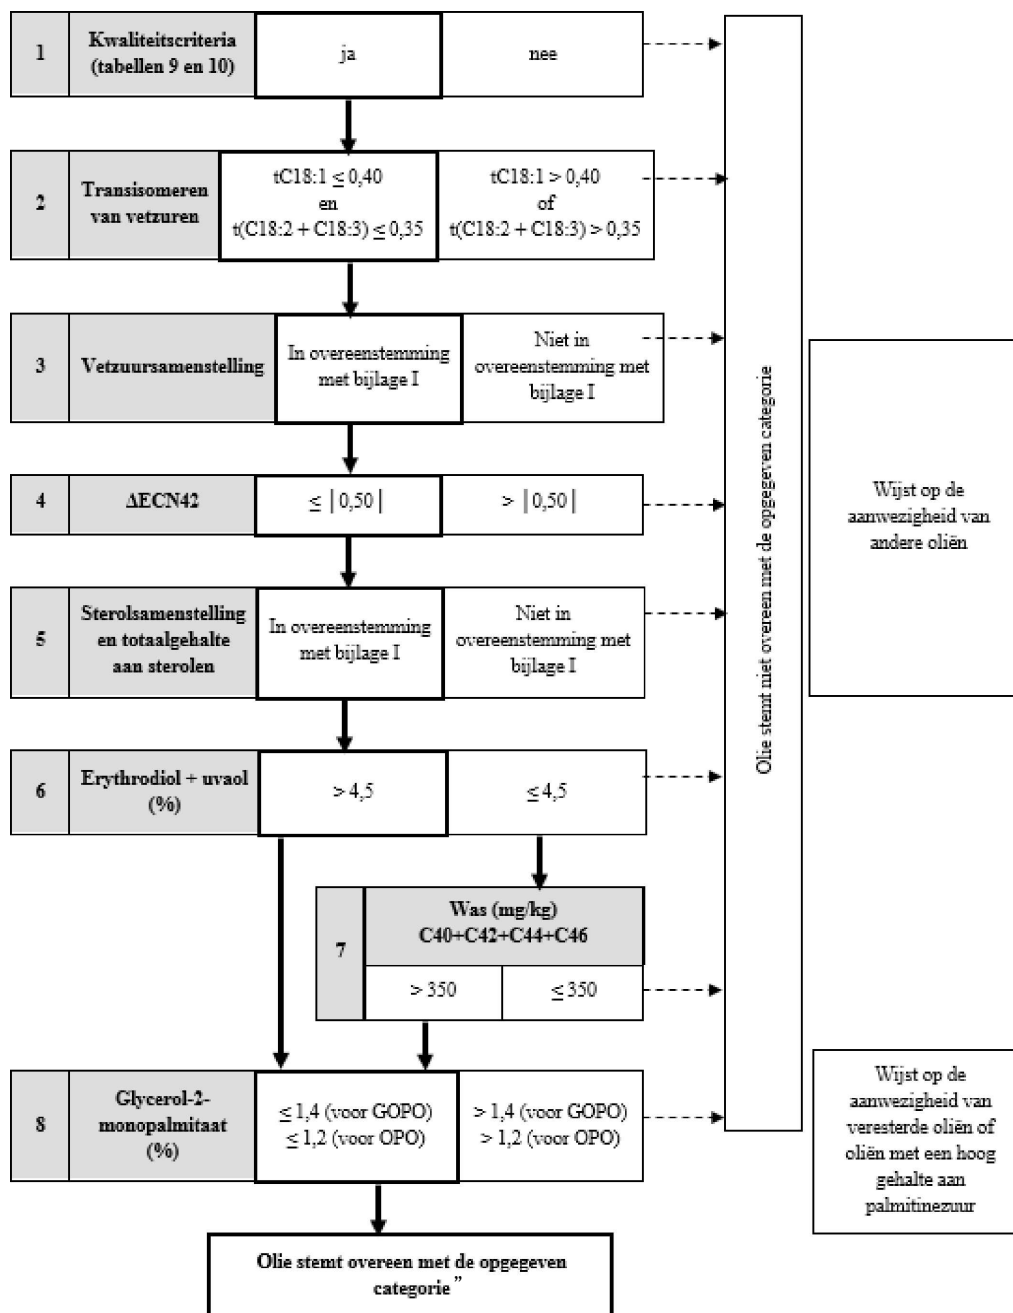 1
Kwaliteitscriteria
(tabellen 9 en 10)
ja
nee
2
Transisomeren
van vetzuren
tC18:1 ≤ 0,40
en
t(C18:2 + C18:3) ≤ 0,35
tC18:1 > 0,40
of
t(C18:2 + C18:3) > 0,35
3
Vetzuursamenstelling
In overeenstemming
met bijlage I
Niet in
overeenstemming met
bijlage I
4
ΔECN42
≤ |0,50|
> |0,50|
5
Sterolsamenstelling
en totaalgehalte
aan sterolen
In overeenstemming
met bijlage I
Niet in
overeenstemming met
bijlage I
6
Erythrodiol + uvaol
(%)
> 4,5
≤ 4,5
7
Was (mg/kg)
C40+C42+C44+C46
> 350
≤ 350
8
Glycerol-2-
monopalmitaat
(%)
≤ 1,4 (voor GOPO)
≤ 1,2 (voor OPO)
> 1,4 (voor GOPO)
> 1,2 (voor OPO)
Olie stemt overeen met de opgegeven
categorie”
Olie stemt niet overeen met de opgegeven categorie
Wijst op de
aanwezigheid van
andere oliën
Wijst op de
aanwezigheid van
veresterde oliën of
oliën met een hoog
gehalte aan
palmitinezuur